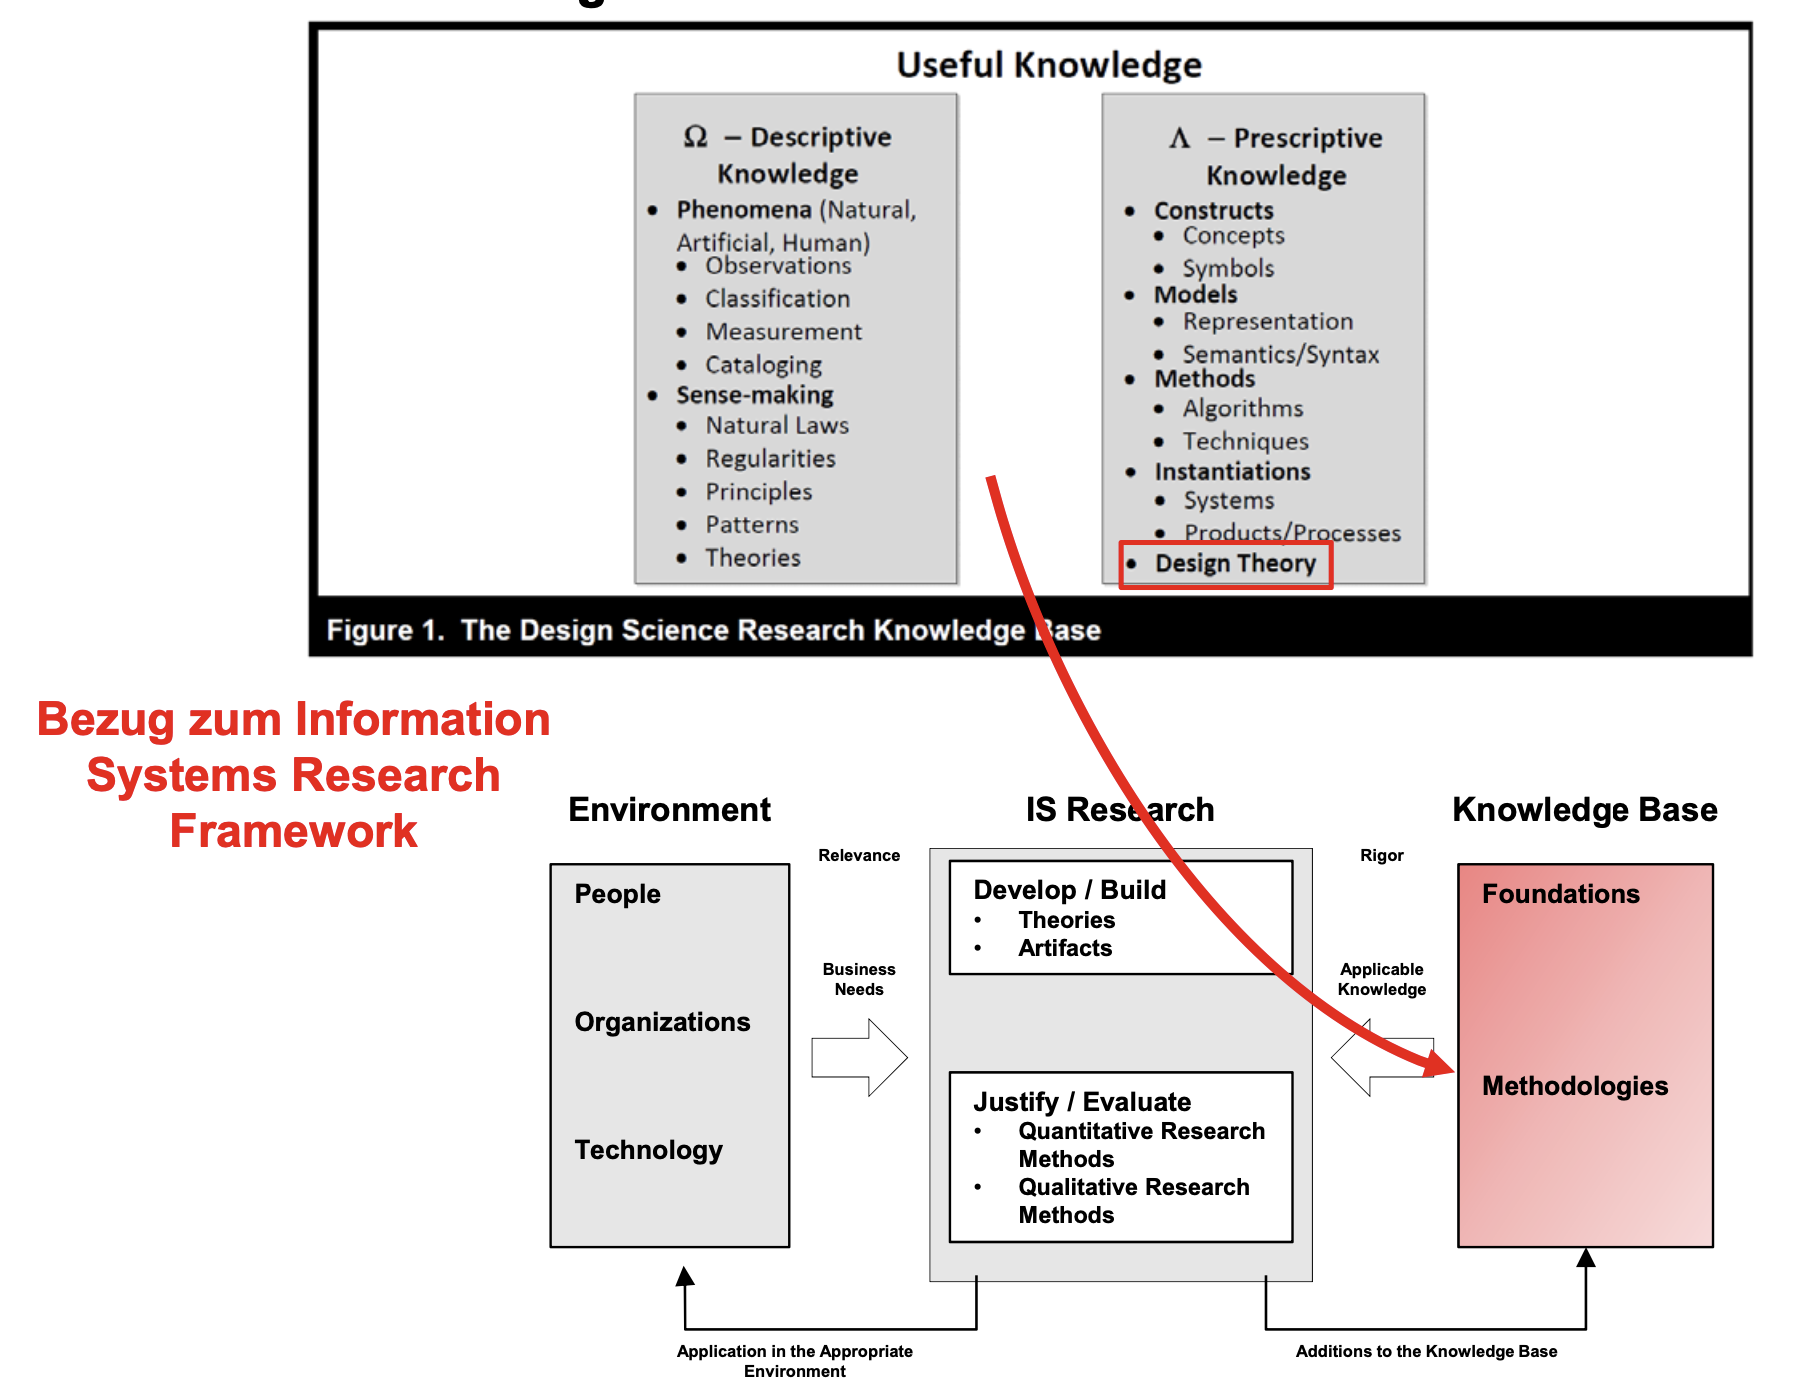 Useful Knowledge
Ω – Descriptive
Knowledge
• Phenomena (Natural,
Artificial, Human)
• Observations
• Classification
• Measurement
• Cataloging
• Sense-making
• Natural Laws
• Regularities
• Principles
• Patterns
• Theories
Λ – Prescriptive
Knowledge
• Constructs
• Concepts
• Symbols
• Models
• Representation
• Semantics/Syntax
• Methods
• Algorithms
• Techniques
• Instantiations
• Systems
• Products/Processes
• Design Theory
Figure 1. The Design Science Research Knowledge Base
Bezug zum Information
Systems Research
Framework
Environment
People
Organizations
Technology
Relevance
Business
Needs
IS Research
Develop / Build
• Theories
• Artifacts
Justify / Evaluate
• Quantitative Research
Methods
• Qualitative Research
Methods
Rigor
Applicable
Knowledge
Knowledge Base
Foundations
Methodologies
Application in the Appropriate
Environment
Additions to the Knowledge Base